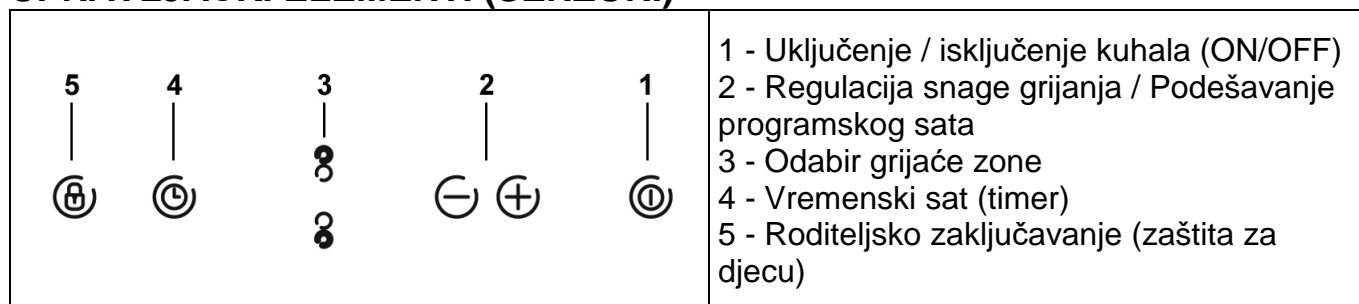 5 4 3 2 1
1 - Uključenje / isključenje kuhala (ON/OFF)
2 - Regulacija snage grijanja / Podešavanje
programskog sata
3 - Odabir grijaće zone
4 - Vremenski sat (timer)
5 - Roditeljsko zaključavanje (zaštita za
djecu)